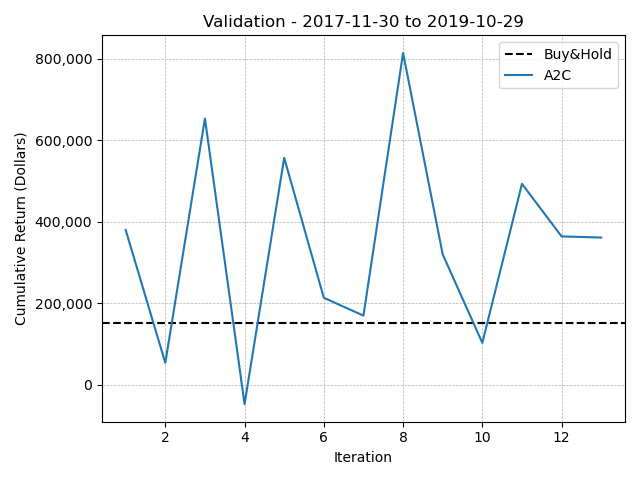 Validation - 2017-11-30 to 2019-10-29
Buy&Hold
A2C
Cumulative Return (Dollars)
800,000
600,000
400,000
200,000
0
2
4
6
8
10
12
Iteration